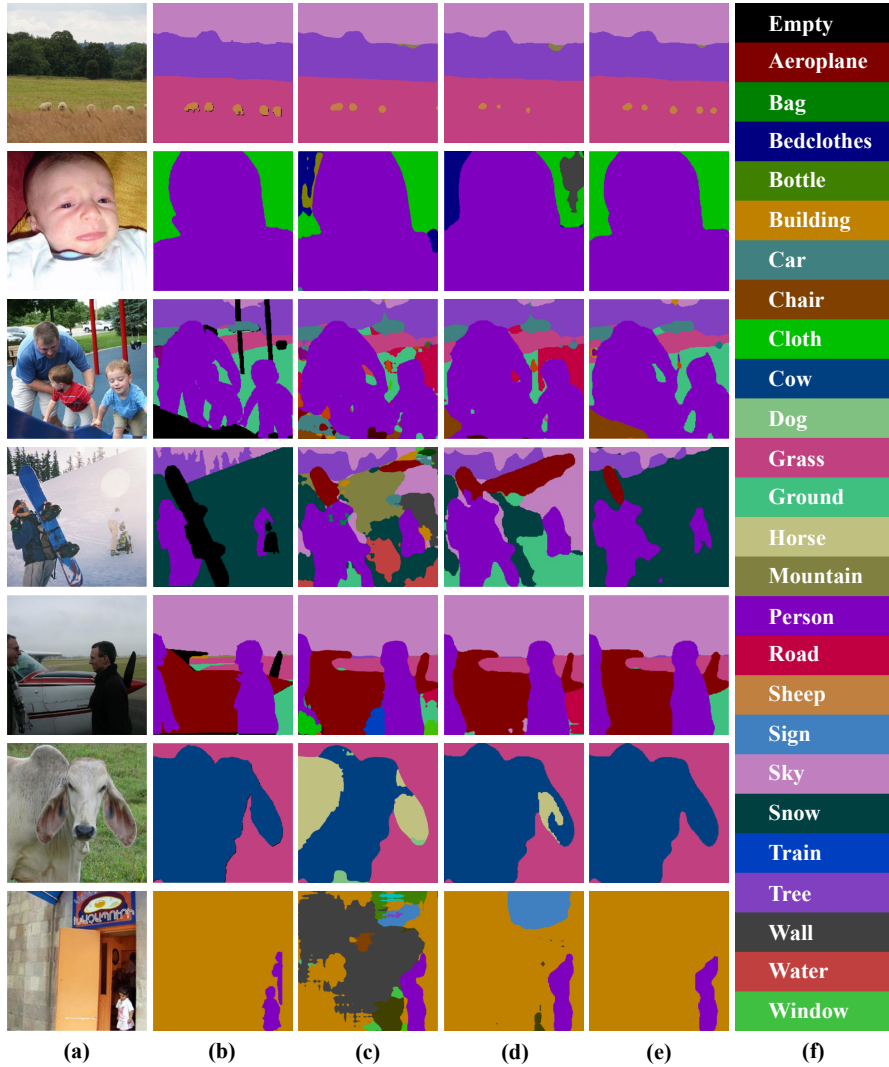 Empty
Aeroplane
Bag
Bedclothes
Bottle
Building
Car
Chair
Cloth
Cow
Dog
Grass
Ground
Horse
Mountain
Person
Road
Sheep
Sign
Sky
Snow
Train
Tree
Wall
Water
Window
(a) (b) (c) (d) (e) (f)